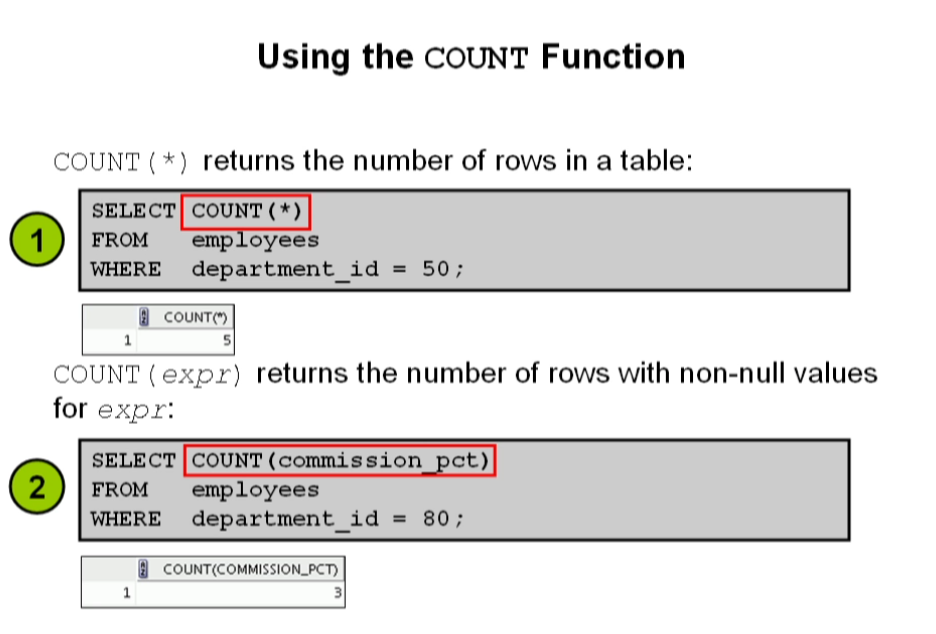 Using the COUNT Function
COUNT(*) returns the number of rows in a table:
1
SELECT COUNT(*)
FROM employees
WHERE department_id = 50;
COUNT(*)
1 5
COUNT(expr) returns the number of rows with non-null values
for expr:
2
SELECT COUNT(commission_pct)
FROM employees
WHERE department_id = 80;
COUNT(COMMISSION_PCT)
1 3